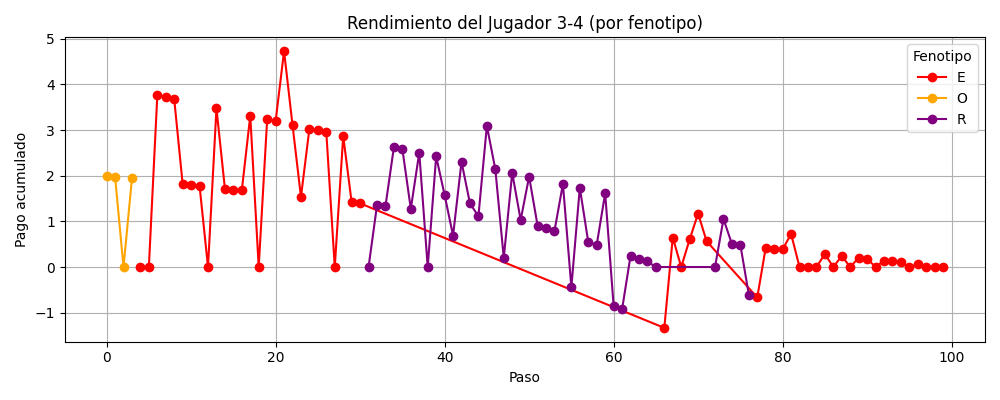 Rendimiento del Jugador 3-4 (por fenotipo)
Pago acumulado
5
4
3
2
1
0
−1
0
20
40
60
80
100
Paso
Fenotipo
E
O
R